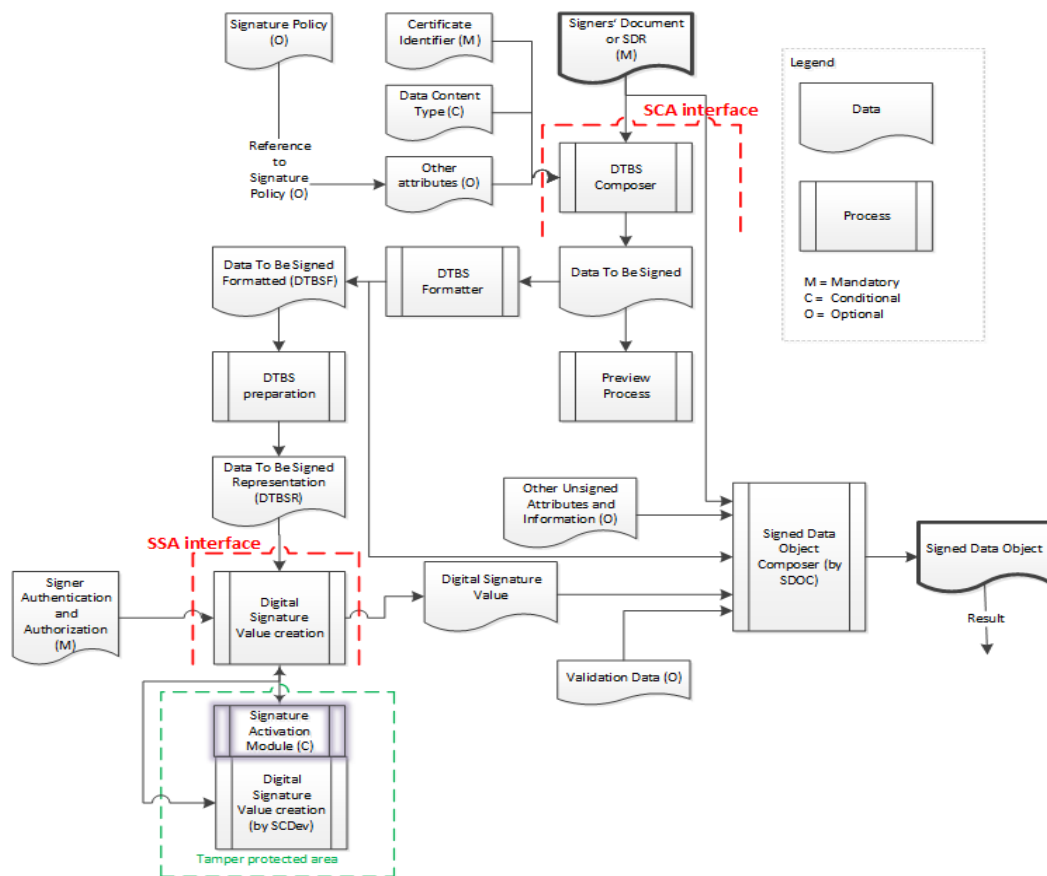 Signature Policy
(O)
Certificate
Identifier (M)
Signers' Document
or SDR
(M)
Legend
Data
Process
M = Mandatory
C = Conditional
O = Optional
Data Content
Type (C)
SCA interface
Reference
to
Signature
Policy (O)
Other
attributes (O)
DTBS
Composer
Data To Be Signed
Formatted (DTBSF)
DTBS
Formatter
Data To Be Signed
DTBS
preparation
Preview
Process
Data To Be Signed
Representation
(DTBSR)
Other Unsigned
Attributes and
Information (O)
Signed Data
Object
Composer (by
SDOC)
Signed Data Object
Result
SSA interface
Signer
Authentication
and
Authorization
(M)
Digital
Signature
Value creation
Digital Signature
Value
Validation Data (O)
Signature
Activation
Module (C)
Digital
Signature
Value creation
(by SCDev)
Tamper protected area